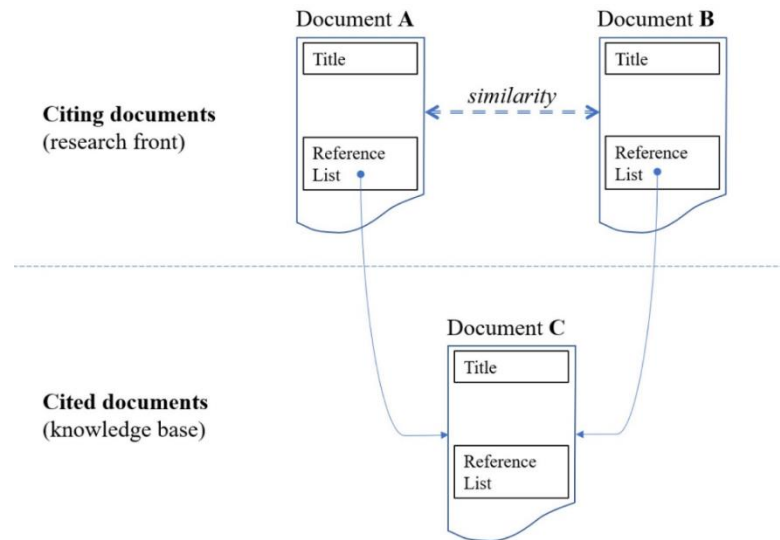 Document A
Document B
Title
Title
similarity
Citing documents
(research front)
Reference
List
Reference
List
Document C
Title
Cited documents
(knowledge base)
Reference
List